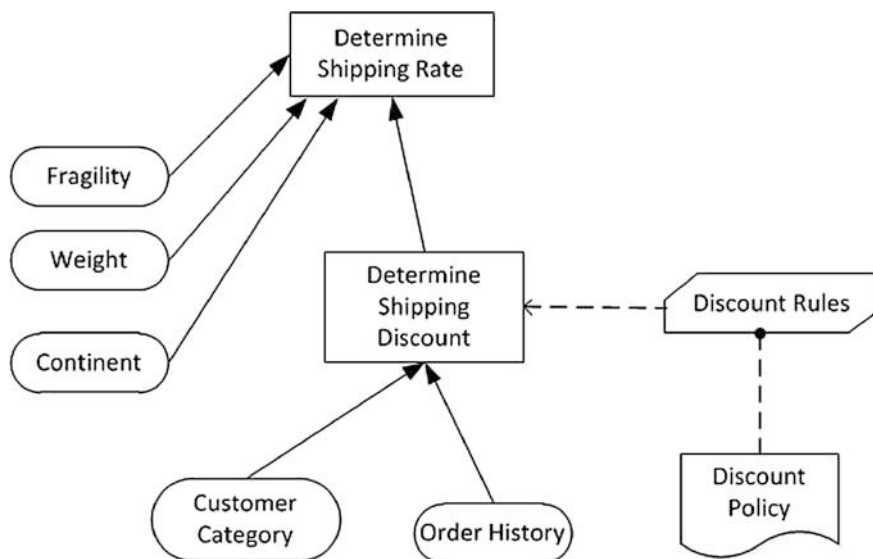 Determine
Shipping Rate
Fragility
Weight
Continent
Determine
Shipping
Discount
Discount Rules
Customer
Category
Order History
Discount
Policy